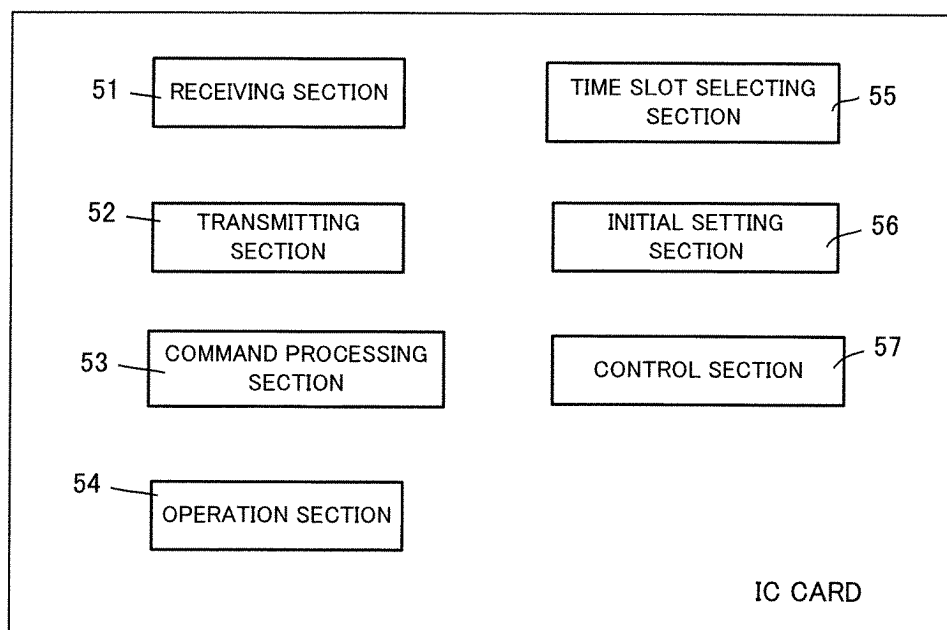 51
RECEIVING SECTION
52
TRANSMITTING
SECTION
53
COMMAND PROCESSING
SECTION
54
OPERATION SECTION
TIME SLOT SELECTING
SECTION
55
INITIAL SETTING
SECTION
56
CONTROL SECTION
57
IC CARD